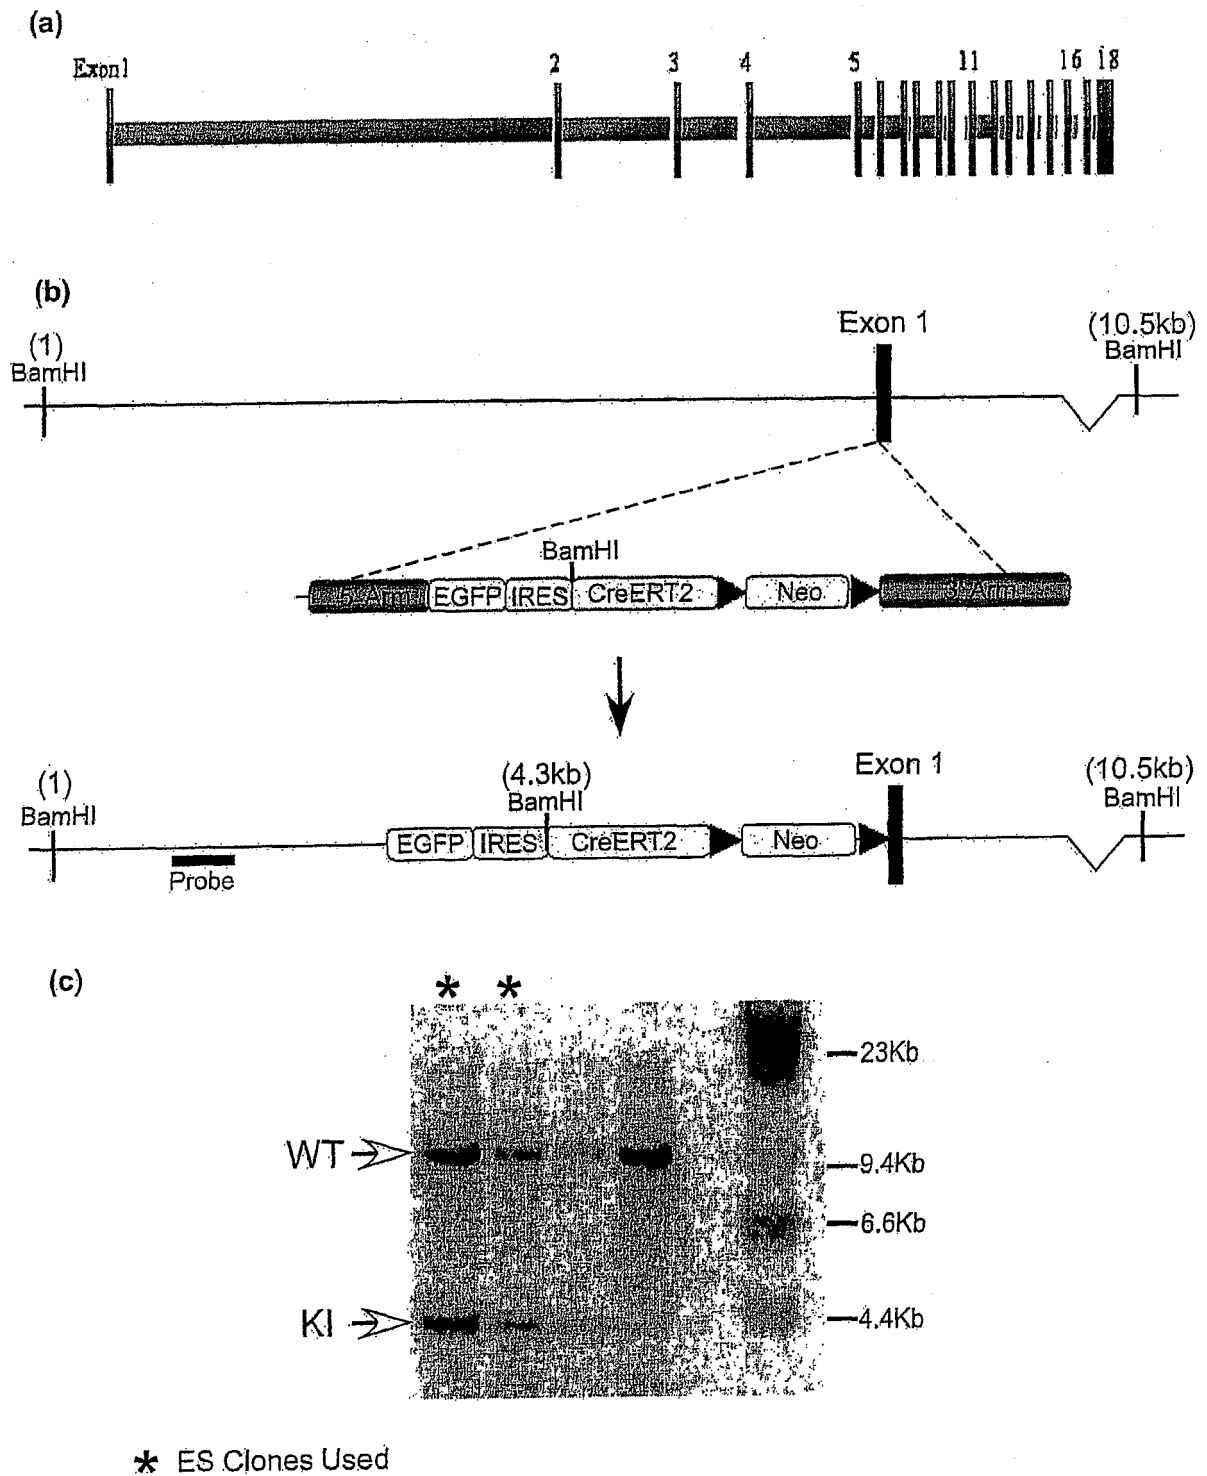 (a)
Exon1 2 3 4 5 11 16 18
(b)
(1)
BamHI
Exon 1
(10.5kb)
BamHI
BamHI
5' Arm EGFP IRES CreERT2 Neo 3' Arm
(1)
BamHI
(4.3kb)
BamHI
Exon 1
(10.5kb)
BamHI
EGFP IRES CreERT2 Neo
Probe
(c)
* *
23Kb
WT
9.4Kb
6.6Kb
KI
4.4Kb
* ES Clones Used